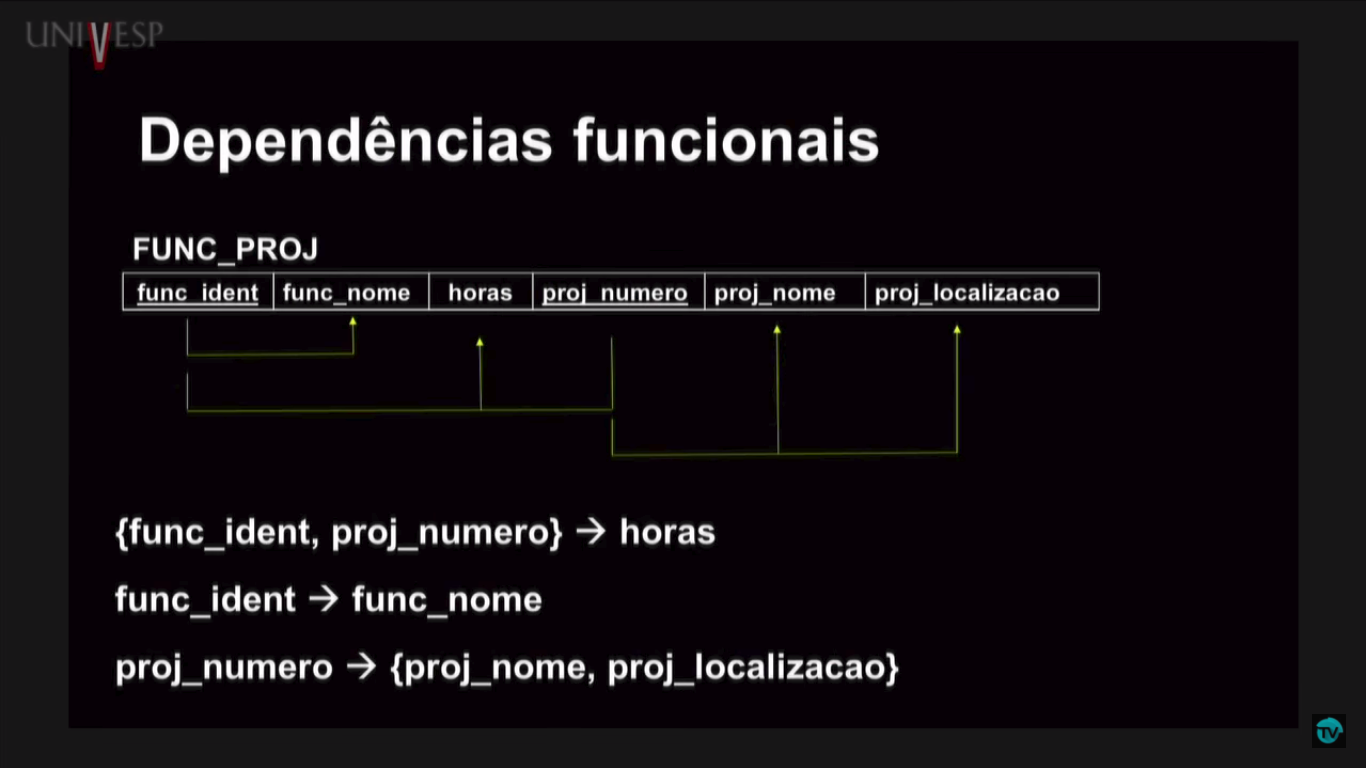 UNIVESP
Dependências funcionais
FUNC_PROJ
func_ident func_nome horas proj_numero proj_nome proj_localizacao
{func_ident, proj_numero} → horas
func_ident → func_nome
proj_numero → {proj_nome, proj_localizacao}
TV